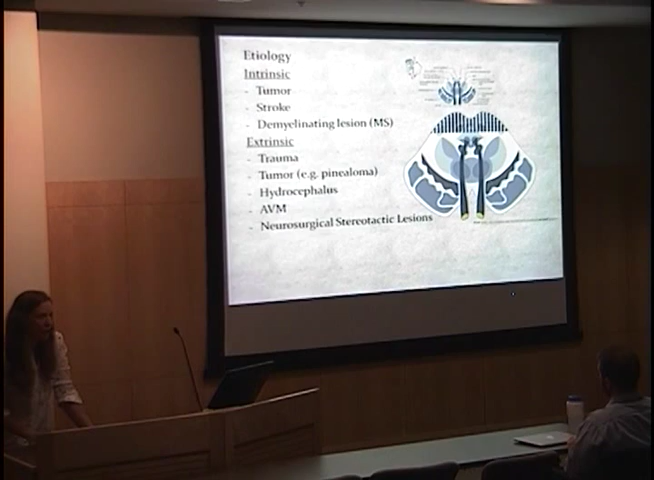 Etiology
Intrinsic
- Tumor
- Stroke
- Demyelinating lesion (MS)
Extrinsic
- Trauma
- Tumor (e.g. pinealoma)
- Hydrocephalus
- AVM
- Neurosurgical Stereotactic Lesions